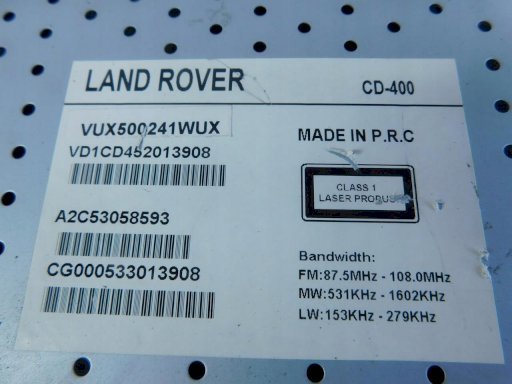 LAND ROVER CD-400
VUX500241WUX
VD1CD452013908
MADE IN P.R.C
CLASS 1
LASER PRODUCT
A2C53058593
CG000533013908
Bandwidth:
FM:87.5MHz - 108.0MHz
MW:531KHz - 1602KHz
LW:153KHz - 279KHz